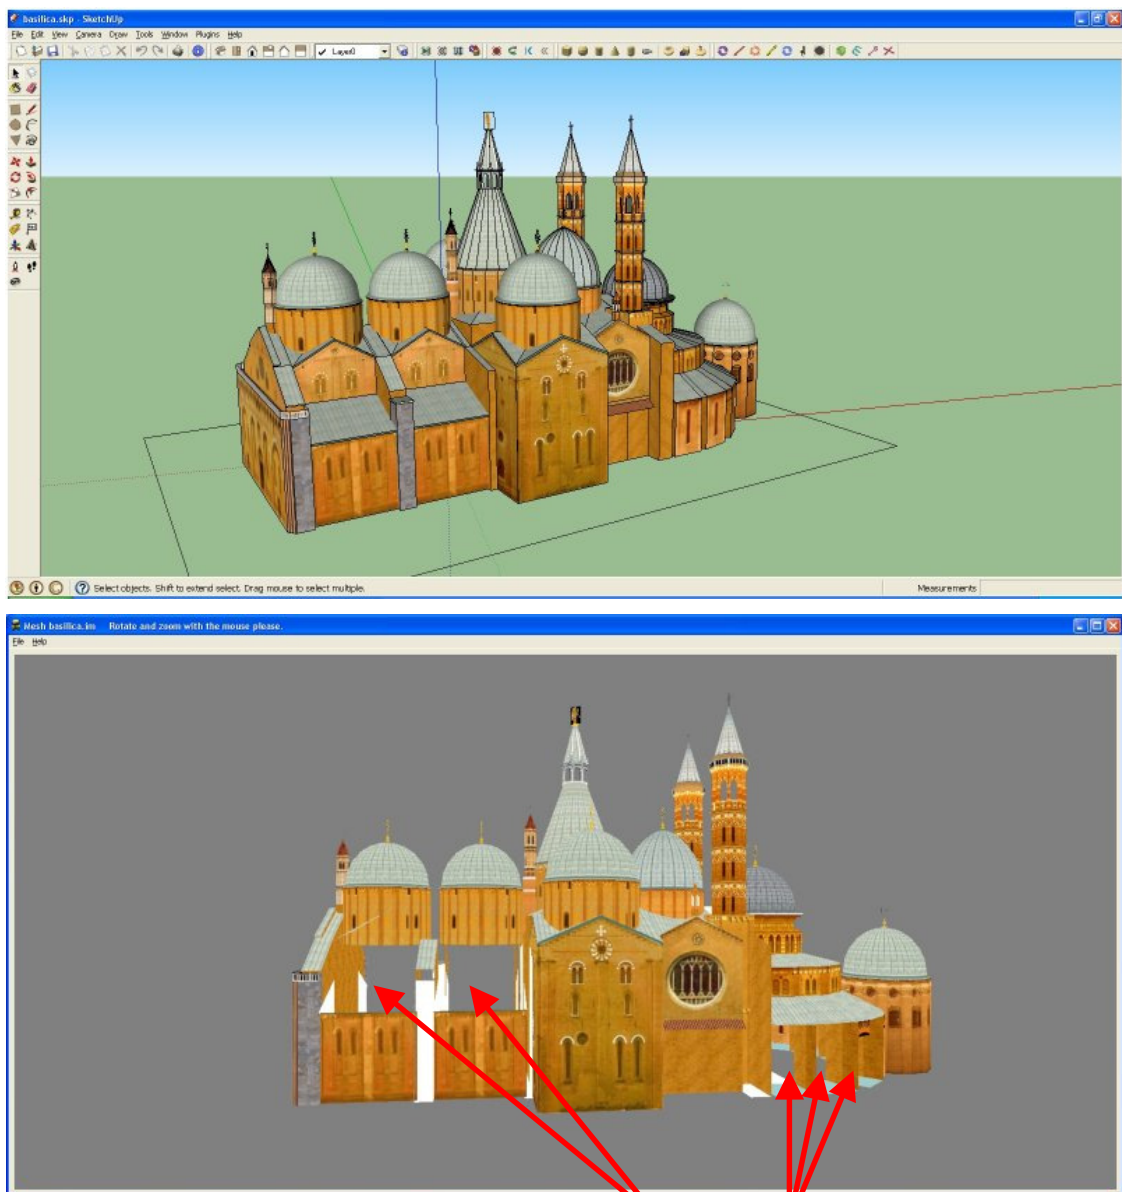 basilica.skp - SketchUp
File Edit View Camera Draw Tools Window Plugins Help
Layer0
Select objects. Shift to extend select. Drag mouse to select multiple.
Measurements
Mesh basilica.im Rotate and zoom with the mouse please.
File Help